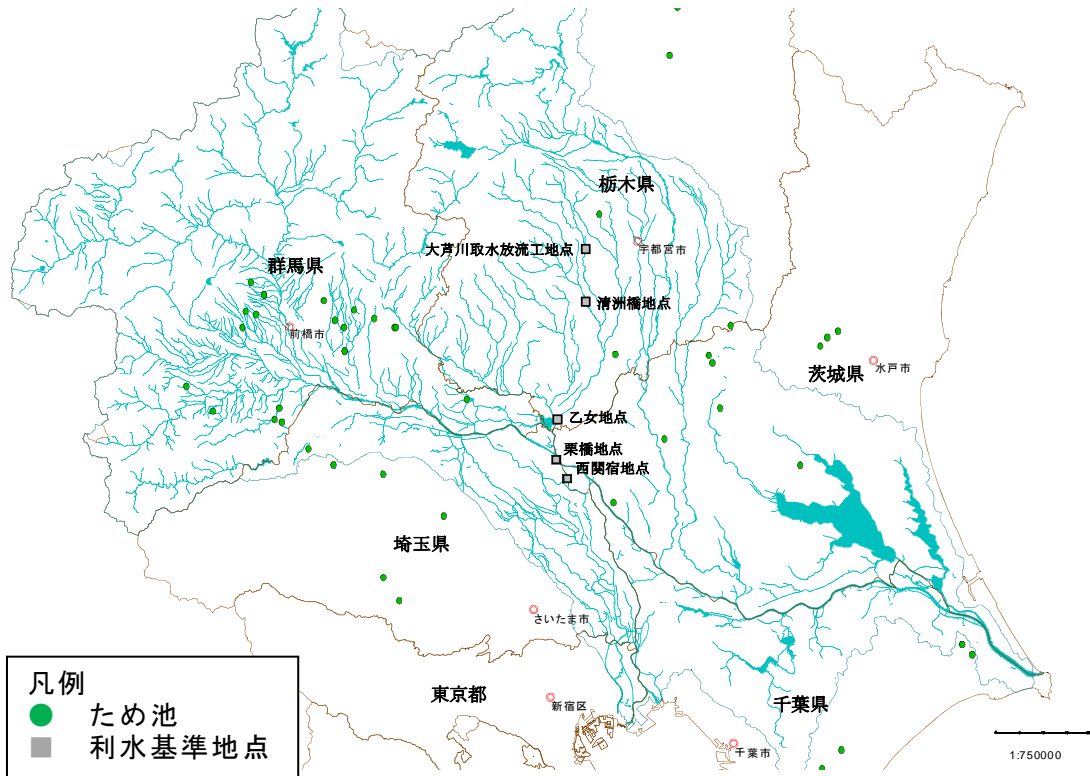 栃木県
大芦川取水放流工地点
宇都宮市
群馬県
清洲橋地点
前橋市
茨城県
水戸市
乙女地点
栗橋地点
西関宿地点
埼玉県
さいたま市
東京都
新宿区
千葉県
千葉市
1:750000
凡例
ため池
利水基準地点